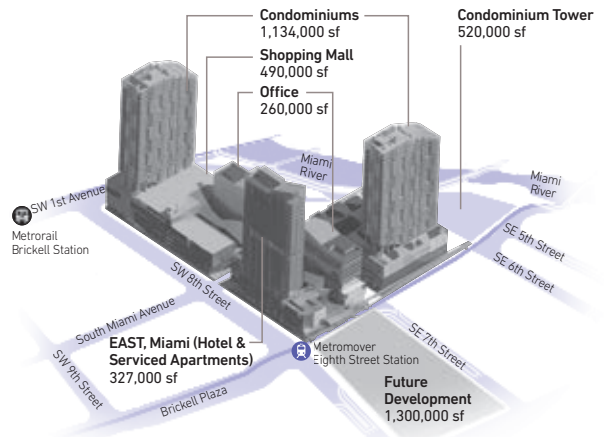 Condominiums
1,134,000 sf
Condominium Tower
520,000 sf
Shopping Mall
490,000 sf
Office
260,000 sf
Miami
River
Miami
River
SW 1st Avenue
Metrorail
Brickell Station
SE 5th Street
SE 6th Street
SW 8th Street
South Miami Avenue
SW 9th Street
EAST, Miami (Hotel &
Serviced Apartments)
327,000 sf
Metromover
Eighth Street Station
SE 7th Street
Brickell Plaza
Future
Development
1,300,000 sf